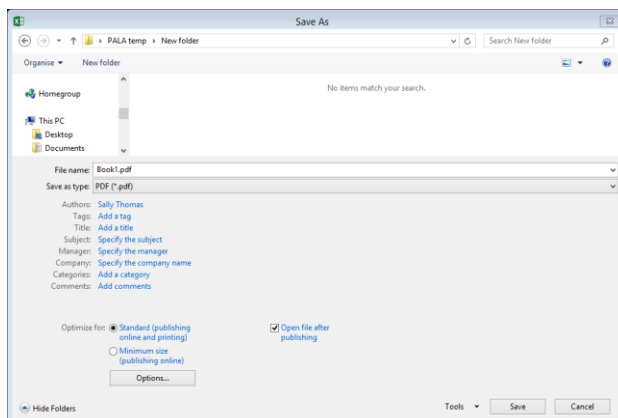 Save As
PALA temp New folder
Search New folder
Organise
New folder
No items match your search.
Homegroup
This PC
Desktop
Documents
File name: Book1.pdf
Save as type: PDF (*.pdf)
Authors: Sally Thomas
Tags: Add a tag
Title: Add a title
Subject: Specify the subject
Manager: Specify the manager
Company: Specify the company name
Categories: Add a category
Comments: Add comments
Optimize for: Standard (publishing
online and printing)
Minimum size
(publishing online)
Open file after
publishing
Options...
Hide Folders
Tools
Save
Cancel